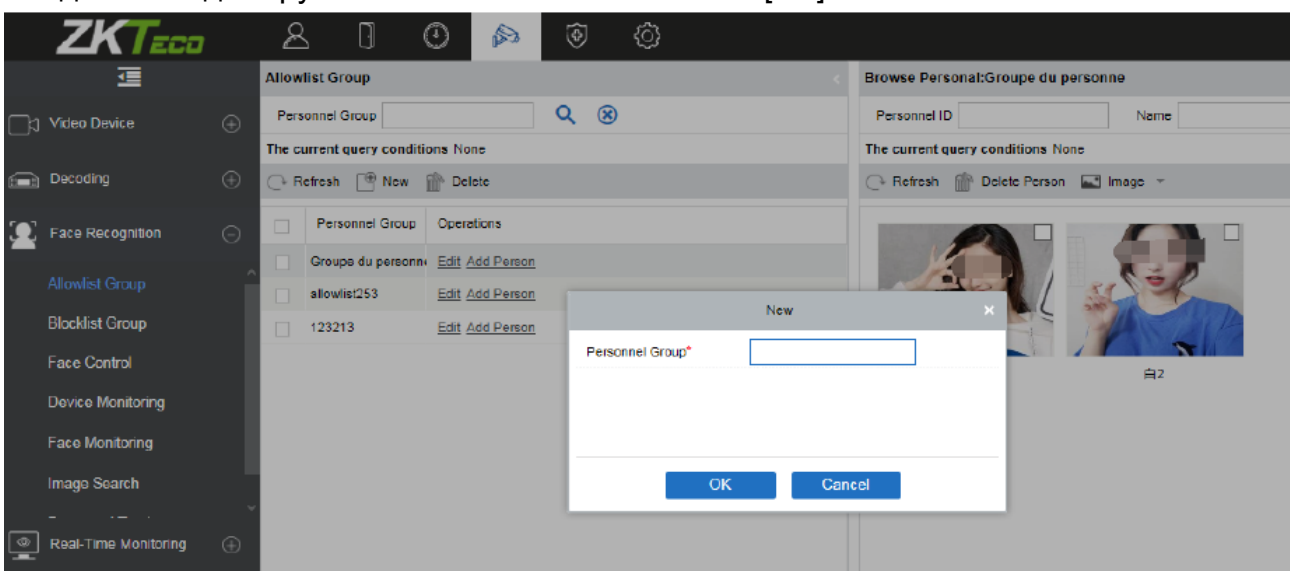 ZKTeco
Allowlist Group
Browse Personal:Groupe du personne
Video Device
Personnel Group
Personnel ID
Name
The current query conditions None
The current query conditions None
Decoding
Refresh New Delete
Refresh Delete Person Image
Face Recognition
Personnel Group Operations
Groupe du personn Edit Add Person
Allowlist Group
allowlist253 Edit Add Person
Blocklist Group
123213 Edit Add Person
New
Personnel Group*
Face Control
白2
Device Monitoring
Face Monitoring
Image Search
OK Cancel
Real-Time Monitoring